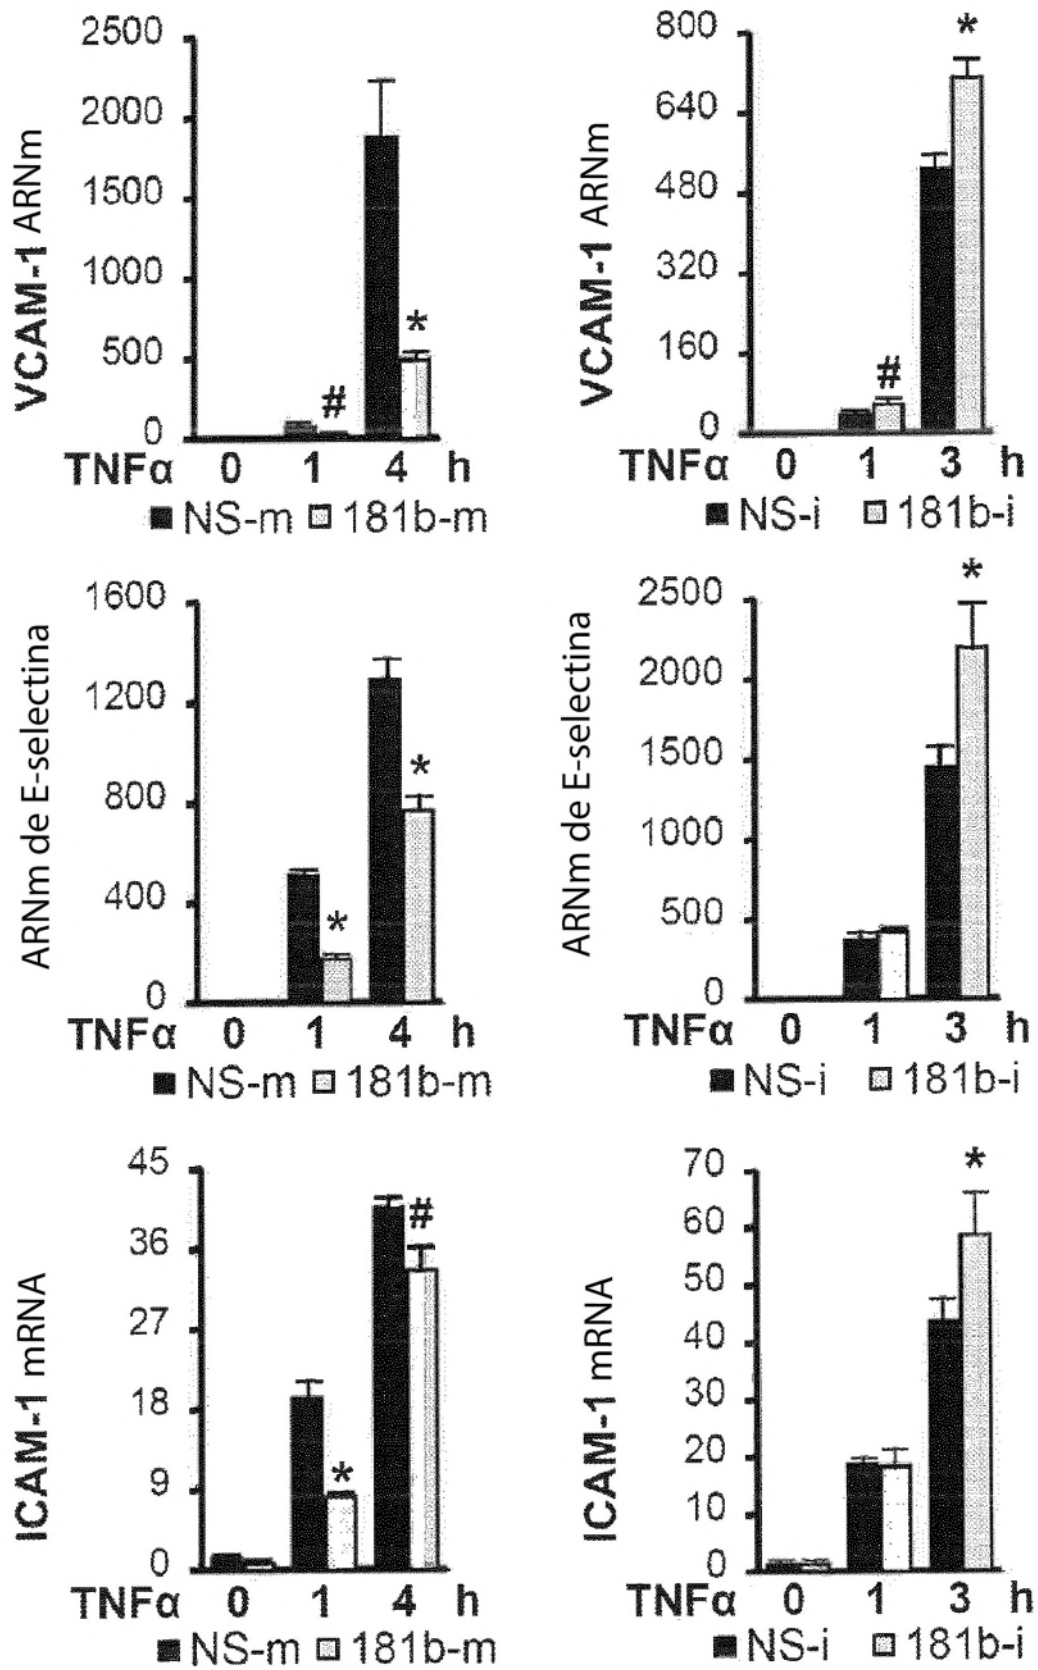 VCAM-1 ARNm
2500
2000
1500
1000
500
0
#
*
TNFα 0 1 4 h
NS-m 181b-m
VCAM-1 ARNm
800
640
480
320
160
0
#
*
TNFα 0 1 3 h
NS-i 181b-i
ARNm de E-selectina
1600
1200
800
400
0
*
*
TNFα 0 1 4 h
NS-m 181b-m
ARNm de E-selectina
2500
2000
1500
1000
500
0
*
TNFα 0 1 3 h
NS-i 181b-i
ICAM-1 mRNA
45
36
27
18
9
0
*
#
TNFα 0 1 4 h
NS-m 181b-m
ICAM-1 mRNA
70
60
50
40
30
20
10
0
*
TNFα 0 1 3 h
NS-i 181b-i